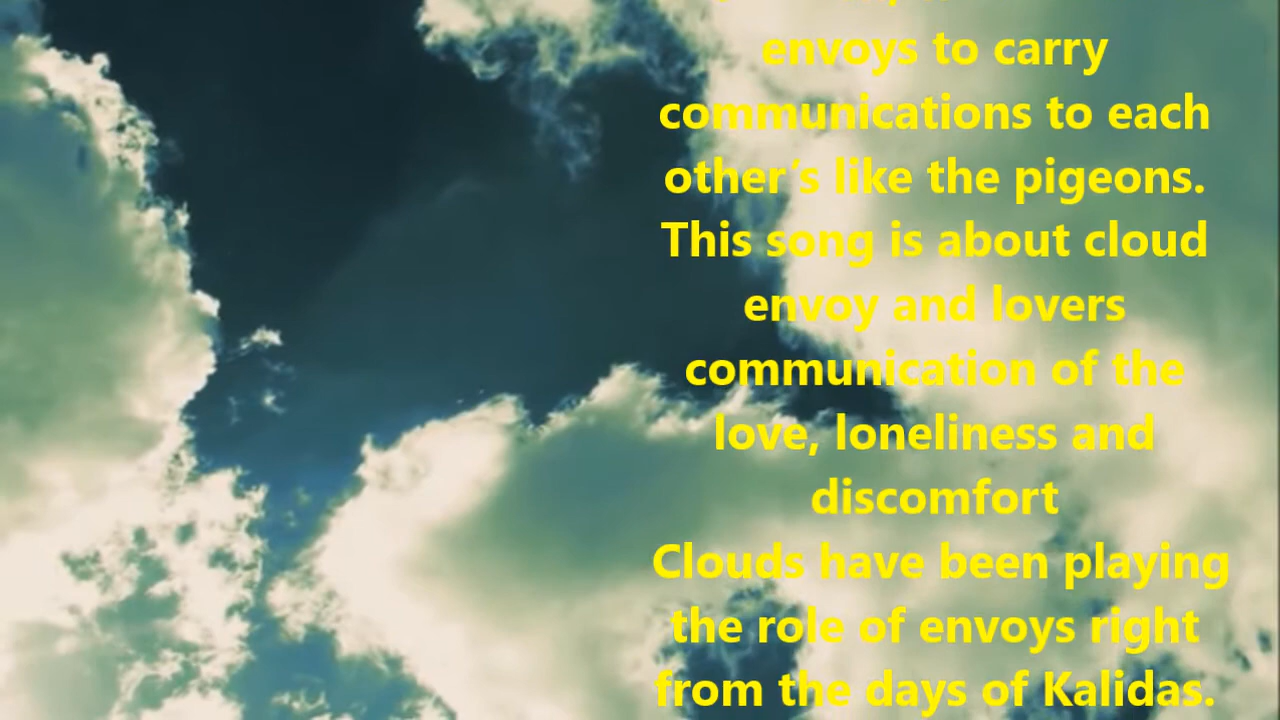 envoys to carry
communications to each
other's like the pigeons.
This song is about cloud
envoy and lovers
communication of the
love, loneliness and
discomfort
Clouds have been playing
the role of envoys right
from the days of Kalidas.